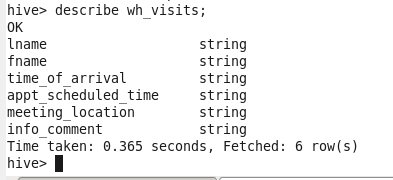 hive> describe wh_visits;
OK
lname string
fname string
time_of_arrival string
appt_scheduled_time string
meeting_location string
info_comment string
Time taken: 0.365 seconds, Fetched: 6 row(s)
hive>